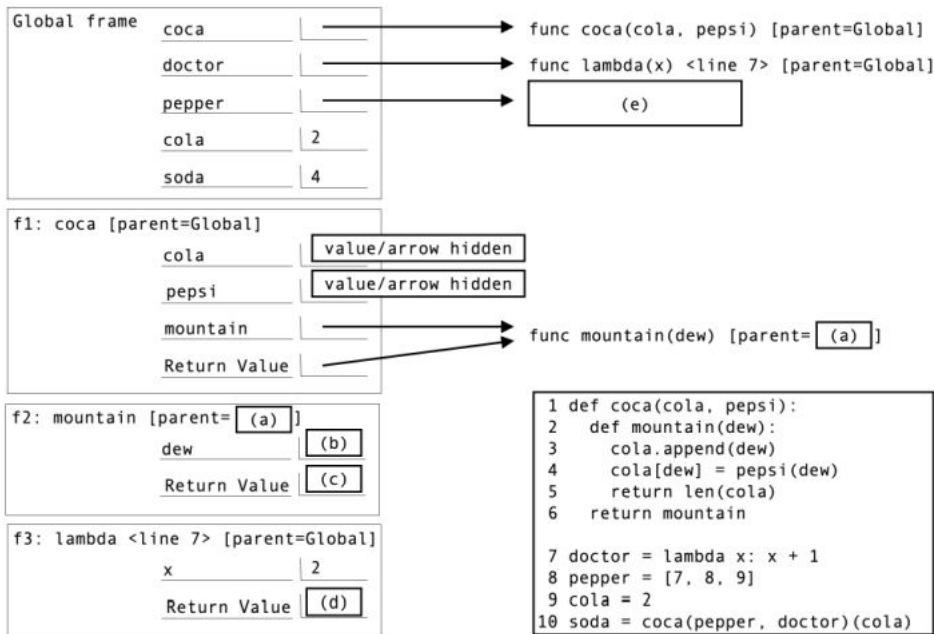 Global frame
coca
func coca(cola, pepsi) [parent=Global]
doctor
func lambda(x) <line 7> [parent=Global]
pepper
(e)
cola 2
soda 4
f1: coca [parent=Global]
cola value/arrow hidden
pepsi value/arrow hidden
mountain
func mountain(dew) [parent= (a) ]
Return Value
f2: mountain [parent= (a) ]
dew (b)
Return Value (c)
f3: lambda <line 7> [parent=Global]
x 2
Return Value (d)
1 def coca(cola, pepsi):
2   def mountain(dew):
3     cola.append(dew)
4     cola[dew] = pepsi(dew)
5     return len(cola)
6   return mountain
7 doctor = lambda x: x + 1
8 pepper = [7, 8, 9]
9 cola = 2
10 soda = coca(pepper, doctor)(cola)